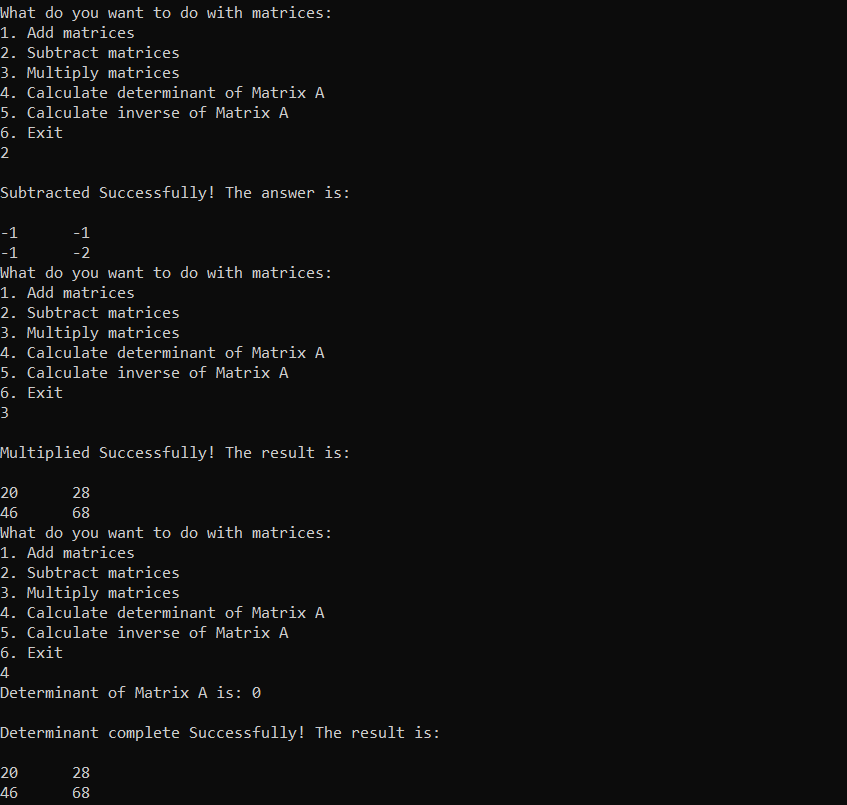 What do you want to do with matrices:
1. Add matrices
2. Subtract matrices
3. Multiply matrices
4. Calculate determinant of Matrix A
5. Calculate inverse of Matrix A
6. Exit
2
Subtracted Successfully! The answer is:
-1      -1
-1      -2
What do you want to do with matrices:
1. Add matrices
2. Subtract matrices
3. Multiply matrices
4. Calculate determinant of Matrix A
5. Calculate inverse of Matrix A
6. Exit
3
Multiplied Successfully! The result is:
20      28
46      68
What do you want to do with matrices:
1. Add matrices
2. Subtract matrices
3. Multiply matrices
4. Calculate determinant of Matrix A
5. Calculate inverse of Matrix A
6. Exit
4
Determinant of Matrix A is: 0
Determinant complete Successfully! The result is:
20      28
46      68